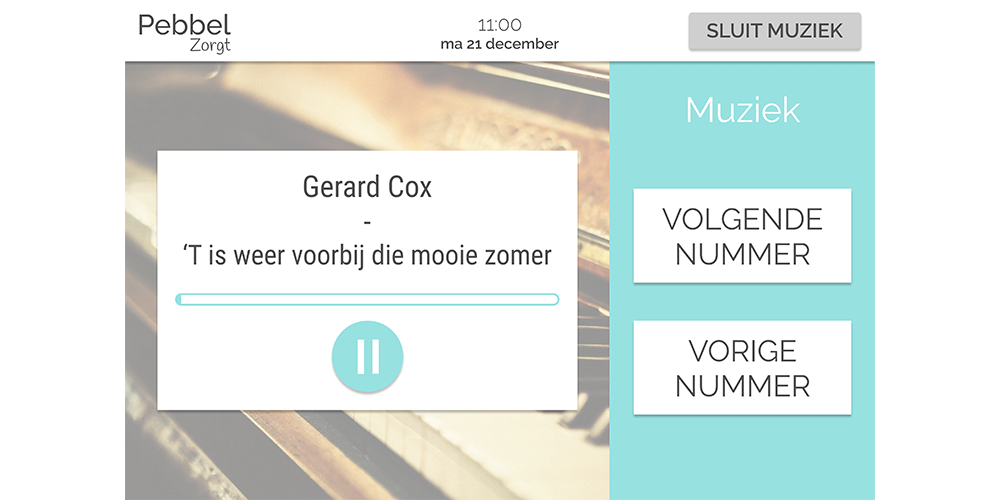 Pebbel
Zorgt
11:00
ma 21 december
SLUIT MUZIEK
Gerard Cox
-
‘T is weer voorbij die mooie zomer
Muziek
VOLGENDE
NUMMER
VORIGE
NUMMER